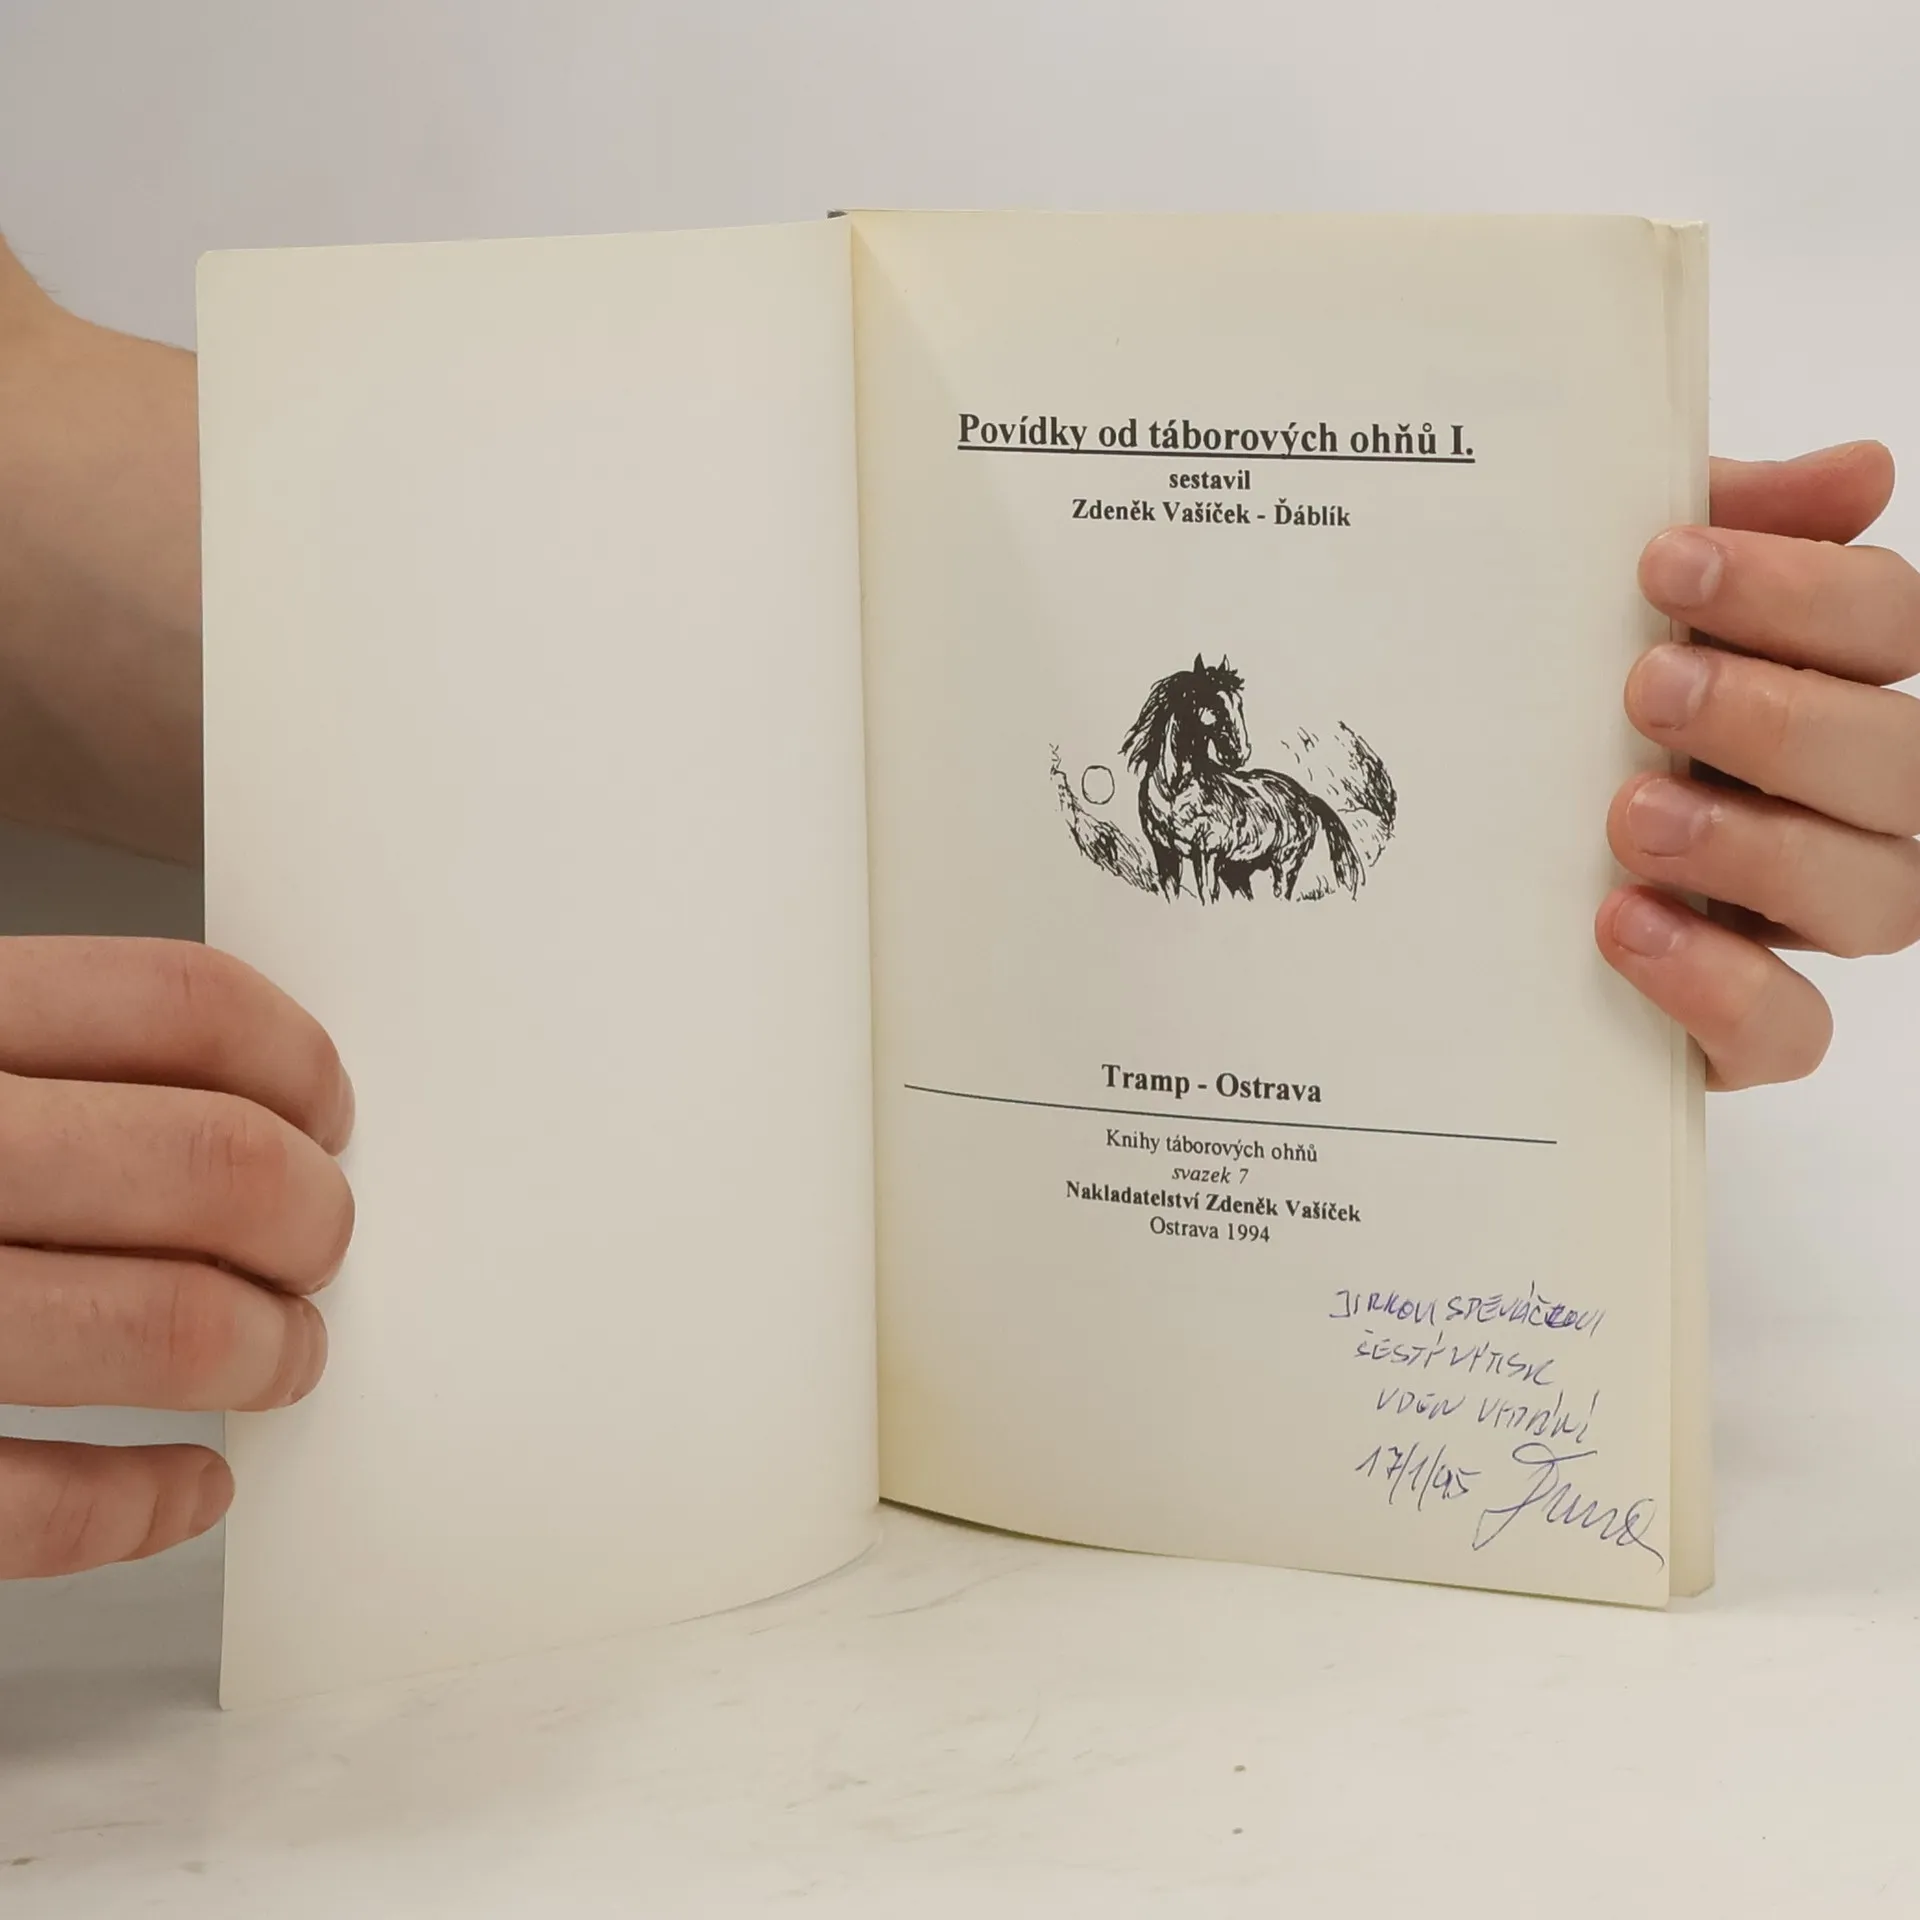 Povídky od táborových ohňů I.
sestavil
Zdeněk Vašíček - Ďáblík
Tramp - Ostrava
Knihy táborových ohňů
svazek 7
Nakladatelství Zdeněk Vašíček
Ostrava 1994
JIRKOVI SPĚVÁČKOVI
ŠESTÝ VÝTISK
V DEN VYDÁNÍ
17/1/95